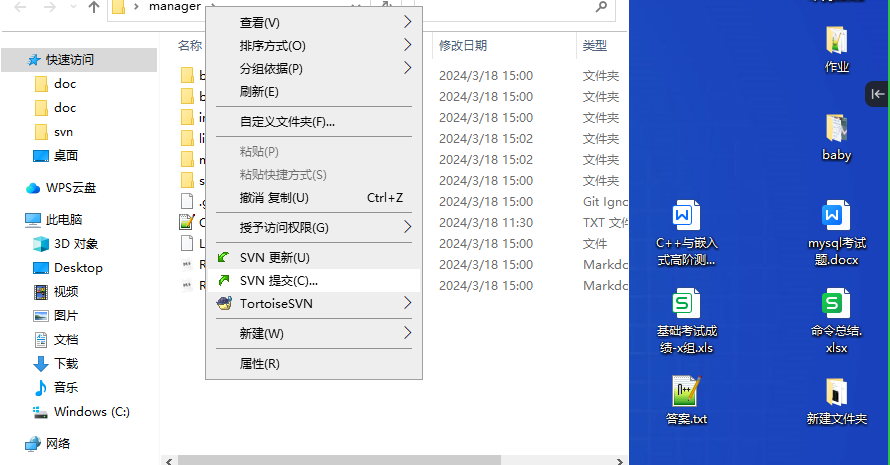 manager
快速访问
doc
doc
svn
桌面
WPS云盘
此电脑
3D 对象
Desktop
视频
图片
文档
下载
音乐
Windows (C:)
网络
名称
修改日期
类型
2024/3/18 15:00
文件夹
2024/3/18 15:00
文件夹
2024/3/18 15:00
文件夹
2024/3/18 15:02
文件夹
2024/3/18 15:02
文件夹
2024/3/18 15:00
文件夹
2024/3/18 15:00
Git Igno
2024/3/18 11:30
TXT 文件
2024/3/18 15:00
文件
2024/3/18 15:00
Markdo
2024/3/18 15:00
Markdo
查看(V)
排序方式(O)
分组依据(P)
刷新(E)
自定义文件夹(F)...
粘贴(P)
粘贴快捷方式(S)
撤消 复制(U) Ctrl+Z
授予访问权限(G)
SVN 更新(U)
SVN 提交(C)...
TortoiseSVN
新建(W)
属性(R)
作业
baby
C++与嵌入
式高阶测...
mysql考试
题.docx
基础考试成
绩-x组.xls
命令总结.
xlsx
答案.txt
新建文件夹